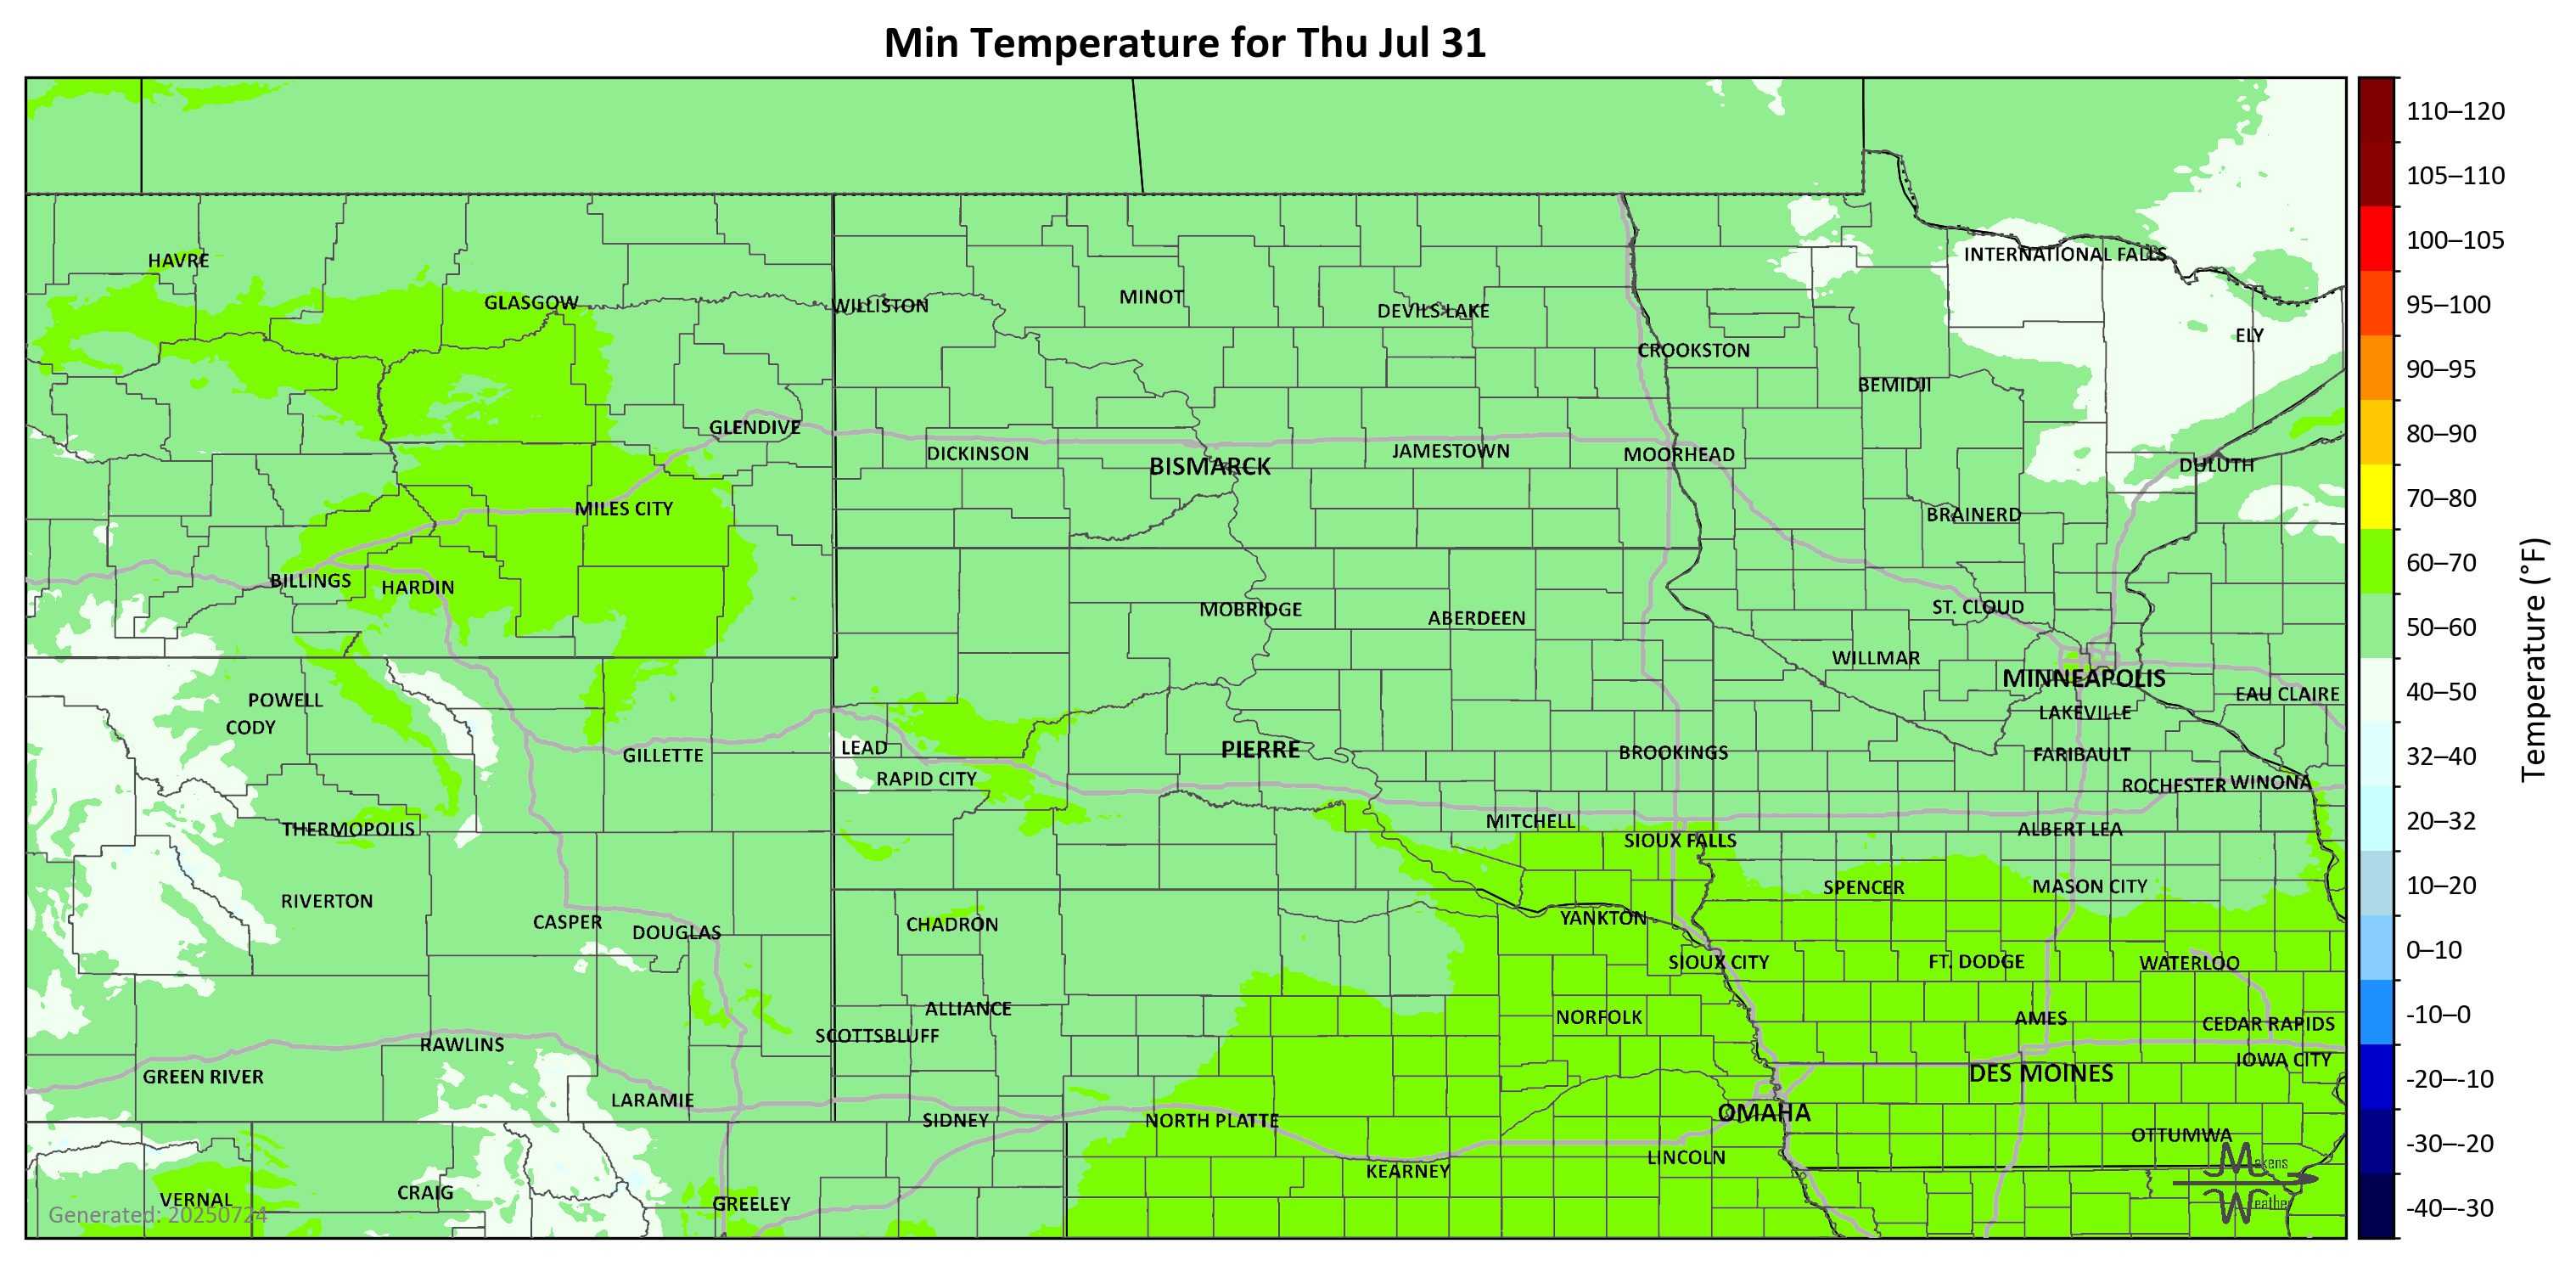 Min Temperature for Thu Jul 31
110–120
105–110
100–105
95–100
90–95
80–90
70–80
60–70
50–60
40–50
32–40
20–32
10–20
0–10
-10–0
-20–-10
-30–-20
-40–-30
Temperature (°F)
HAVRE
GLASGOW
WILLISTON
MINOT
DEVILS LAKE
INTERNATIONAL FALLS
ELY
CROOKSTON
BEMIDJI
GLENDIVE
DICKINSON
BISMARCK
JAMESTOWN
MOORHEAD
DULUTH
MILES CITY
BRAINERD
BILLINGS
HARDIN
MOBRIDGE
ABERDEEN
ST. CLOUD
WILLMAR
MINNEAPOLIS
EAU CLAIRE
LAKEVILLE
POWELL
CODY
GILLETTE
LEAD
RAPID CITY
PIERRE
BROOKINGS
FARIBAULT
ROCHESTER
WINONA
THERMOPOLIS
MITCHELL
SIOUX FALLS
ALBERT LEA
RIVERTON
SPENCER
MASON CITY
CASPER
DOUGLAS
CHADRON
YANKTON
SIOUX CITY
FT. DODGE
WATERLOO
ALLIANCE
NORFOLK
AMES
CEDAR RAPIDS
SCOTTSBLUFF
RAWLINS
IOWA CITY
GREEN RIVER
DES MOINES
LARAMIE
SIDNEY
NORTH PLATTE
OMAHA
OTTUMWA
LINCOLN
KEARNEY
VERNAL
CRAIG
GREELEY
Generated: 20250724
Makens
Weather